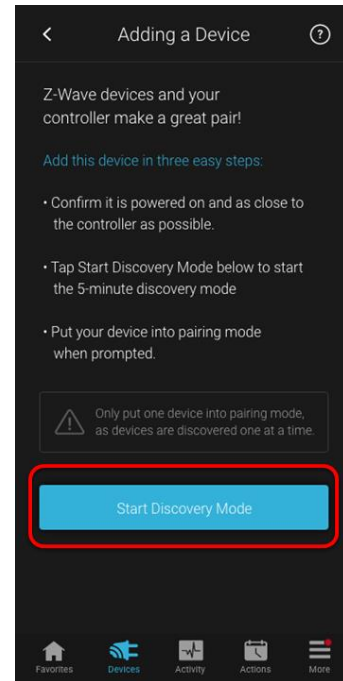 Adding a Device
?
Z-Wave devices and your
controller make a great pair!
Add this device in three easy steps:
• Confirm it is powered on and as close to
the controller as possible.
• Tap Start Discovery Mode below to start
the 5-minute discovery mode
• Put your device into pairing mode
when prompted.
Only put one device into pairing mode,
as devices are discovered one at a time.
Start Discovery Mode
Favorites Devices Activity Actions More